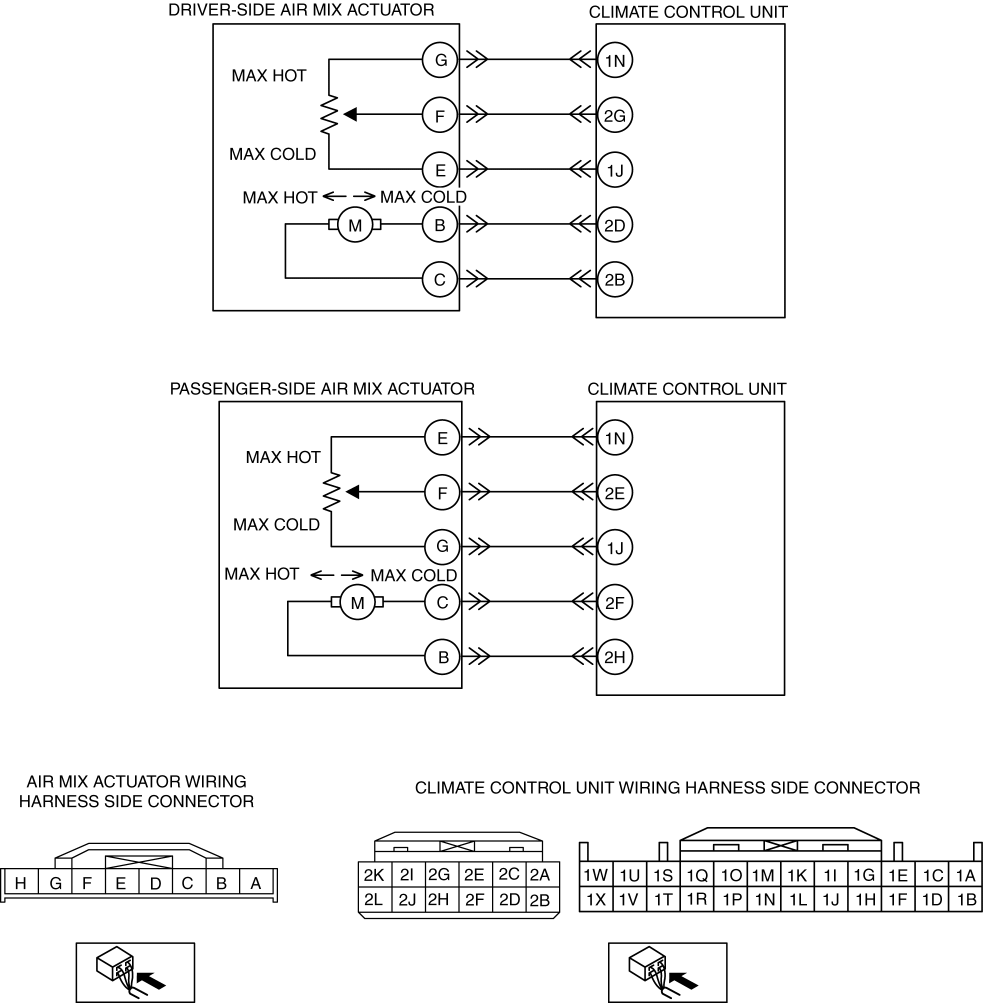 DRIVER-SIDE AIR MIX ACTUATOR
CLIMATE CONTROL UNIT
G
1N
MAX HOT
F
2G
MAX COLD
E
1J
MAX HOT
MAX COLD
M
B
2D
C
2B
PASSENGER-SIDE AIR MIX ACTUATOR
CLIMATE CONTROL UNIT
E
1N
MAX HOT
F
2E
MAX COLD
G
1J
MAX HOT
MAX COLD
M
C
2F
B
2H
AIR MIX ACTUATOR WIRING
HARNESS SIDE CONNECTOR
H G F E D C B A
CLIMATE CONTROL UNIT WIRING HARNESS SIDE CONNECTOR
2K 2I 2G 2E 2C 2A
2L 2J 2H 2F 2D 2B
1W 1U 1S 1Q 1O 1M 1K 1I 1G 1E 1C 1A
1X 1V 1T 1R 1P 1N 1L 1J 1H 1F 1D 1B